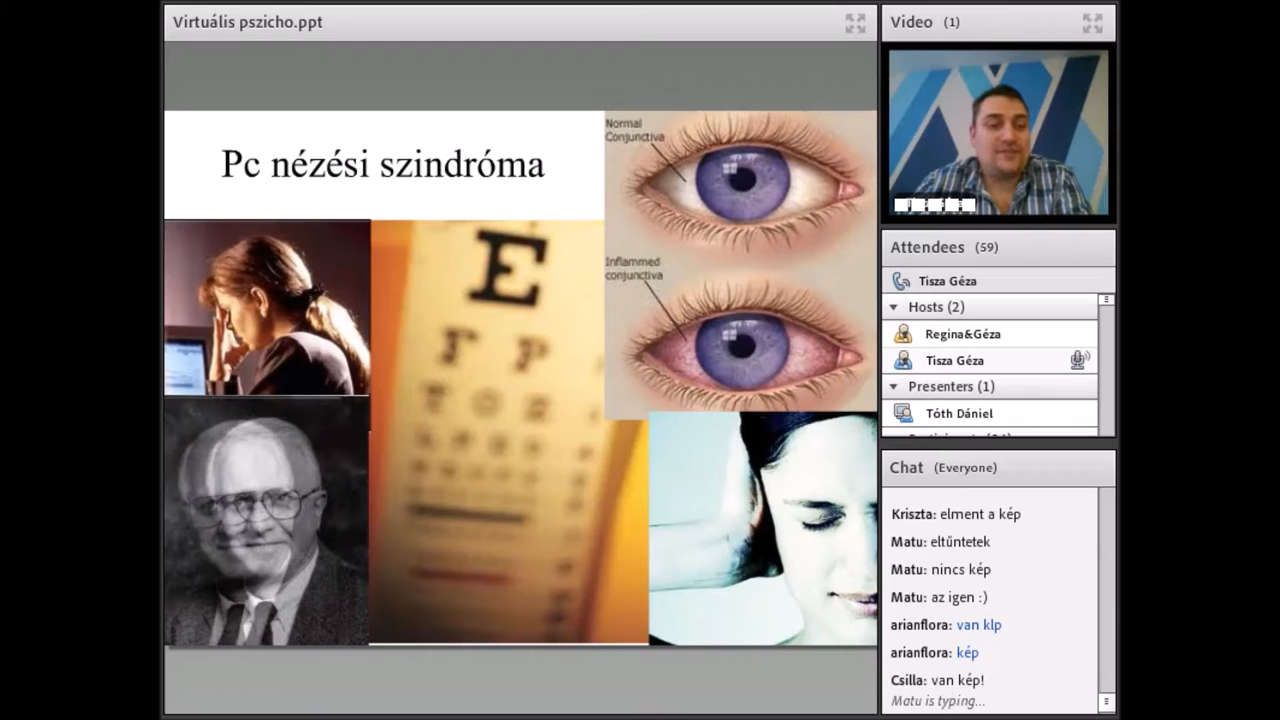 Virtuális pszicho.ppt
Pc nézési szindróma
Normal
Conjunctiva
Inflammed
conjunctiva
E
F P
T O Z
Video (1)
Attendees (59)
Tisza Géza
Hosts (2)
Regina&Géza
Tisza Géza
Presenters (1)
Tóth Dániel
Chat (Everyone)
Kriszta: elment a kép
Matu: eltűntetek
Matu: nincs kép
Matu: az igen :)
arianflora: van klp
arianflora: kép
Csilla: van kép!
Matu is typing...